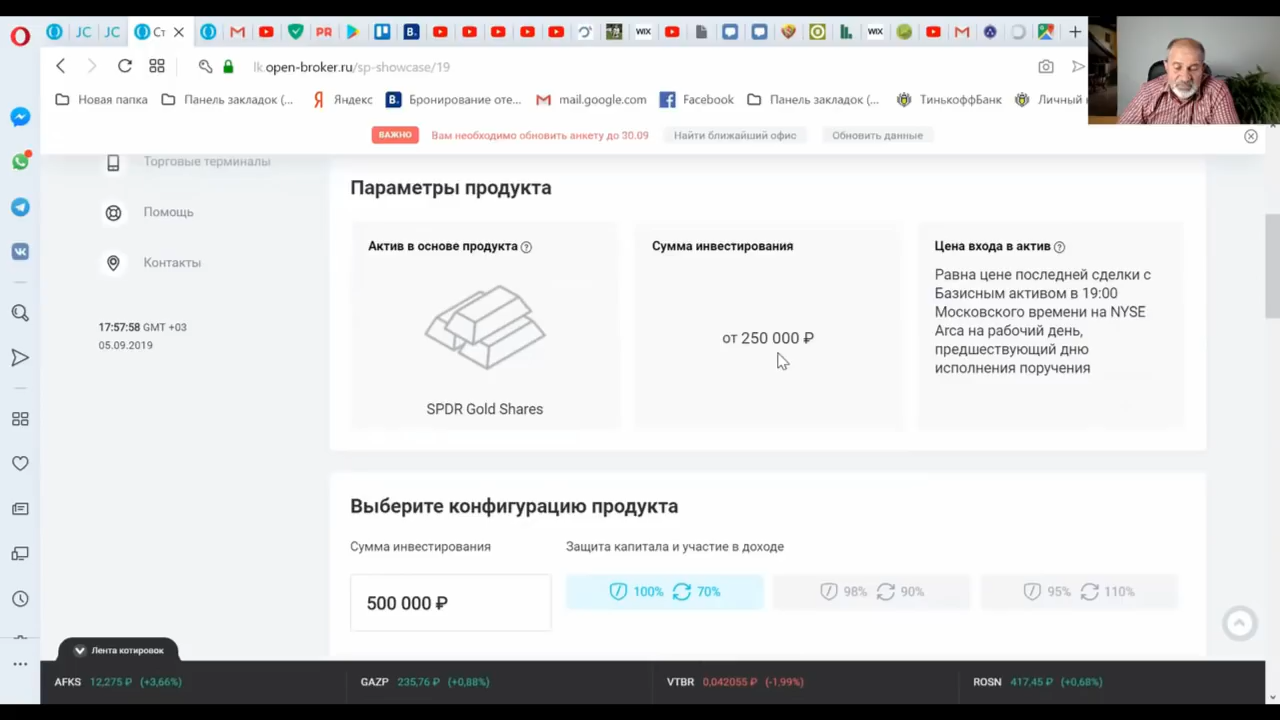 JC
JC
Ст
PR
WIX
WIX
lk.open-broker.ru/sp-showcase/19
Новая папка
Панель закладок (...
Яндекс
B. Бронирование оте...
mail.google.com
Facebook
Панель закладок (...
ТинькоффБанк
Личный
ВАЖНО
Вам необходимо обновить анкету до 30.09
Найти ближайший офис
Обновить данные
Торговые терминалы
Помощь
Контакты
17:57:58 GMT +03
05.09.2019
Параметры продукта
Актив в основе продукта
SPDR Gold Shares
Сумма инвестирования
от 250 000 ₽
Цена входа в актив
Равна цене последней сделки с
Базисным активом в 19:00
Московского времени на NYSE
Arca на рабочий день,
предшествующий дню
исполнения поручения
Выберите конфигурацию продукта
Сумма инвестирования
500 000 ₽
Защита капитала и участие в доходе
100% 70%
98% 90%
95% 110%
Лента котировок
AFKS 12,275 ₽ (+3,66%)
GAZP 235,76 ₽ (+0,88%)
VTBR 0,042055 ₽ (-1,99%)
ROSN 417,45 ₽ (+0,68%)